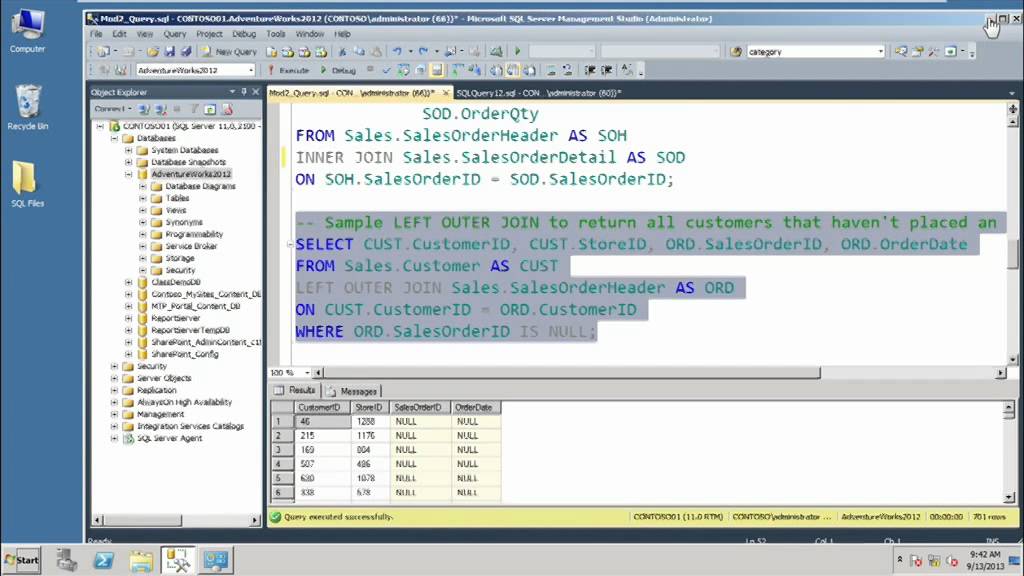 Mod2_Query.sql - CONTOSO01.AdventureWorks2012 (CONTOSO\administrator (66))* - Microsoft SQL Server Management Studio (Administrator)
File Edit View Query Project Debug Tools Window Help
New Query
category
AdventureWorks2012
Execute
Debug
Computer
Recycle Bin
SQL Files
Object Explorer
Connect
CONTOSO01 (SQL Server 11.0.2100 -
Databases
System Databases
Database Snapshots
AdventureWorks2012
Database Diagrams
Tables
Views
Synonyms
Programmability
Service Broker
Storage
Security
ClassDemoDB
Contoso_MySites_Content_DB
MTP_Portal_Content_DB
ReportServer
ReportServerTempDB
SharePoint_AdminContent_c1f
SharePoint_Config
Security
Server Objects
Replication
AlwaysOn High Availability
Management
Integration Services Catalogs
SQL Server Agent
Mod2_Query.sql - CON...\administrator (66))*
SQLQuery12.sql - CON...\administrator (60))*
SOD.OrderQty
FROM Sales.SalesOrderHeader AS SOH
INNER JOIN Sales.SalesOrderDetail AS SOD
ON SOH.SalesOrderID = SOD.SalesOrderID;
-- Sample LEFT OUTER JOIN to return all customers that haven't placed an
SELECT CUST.CustomerID, CUST.StoreID, ORD.SalesOrderID, ORD.OrderDate
FROM Sales.Customer AS CUST
LEFT OUTER JOIN Sales.SalesOrderHeader AS ORD
ON CUST.CustomerID = ORD.CustomerID
WHERE ORD.SalesOrderID IS NULL;
100 %
Results Messages
CustomerID StoreID SalesOrderID OrderDate
1 46 1288 NULL NULL
2 215 1176 NULL NULL
3 169 NULL NULL
4 507 NULL NULL
5 630 1078 NULL NULL
6 338 678 NULL NULL
Query executed successfully.
CONTOSO01 (11.0 RTM) CONTOSO\administrator ... AdventureWorks2012 00:00:00 701 rows
Ready
Ln 52 Col 1 Ch 1 INS
Start
9:42 AM
9/13/2013